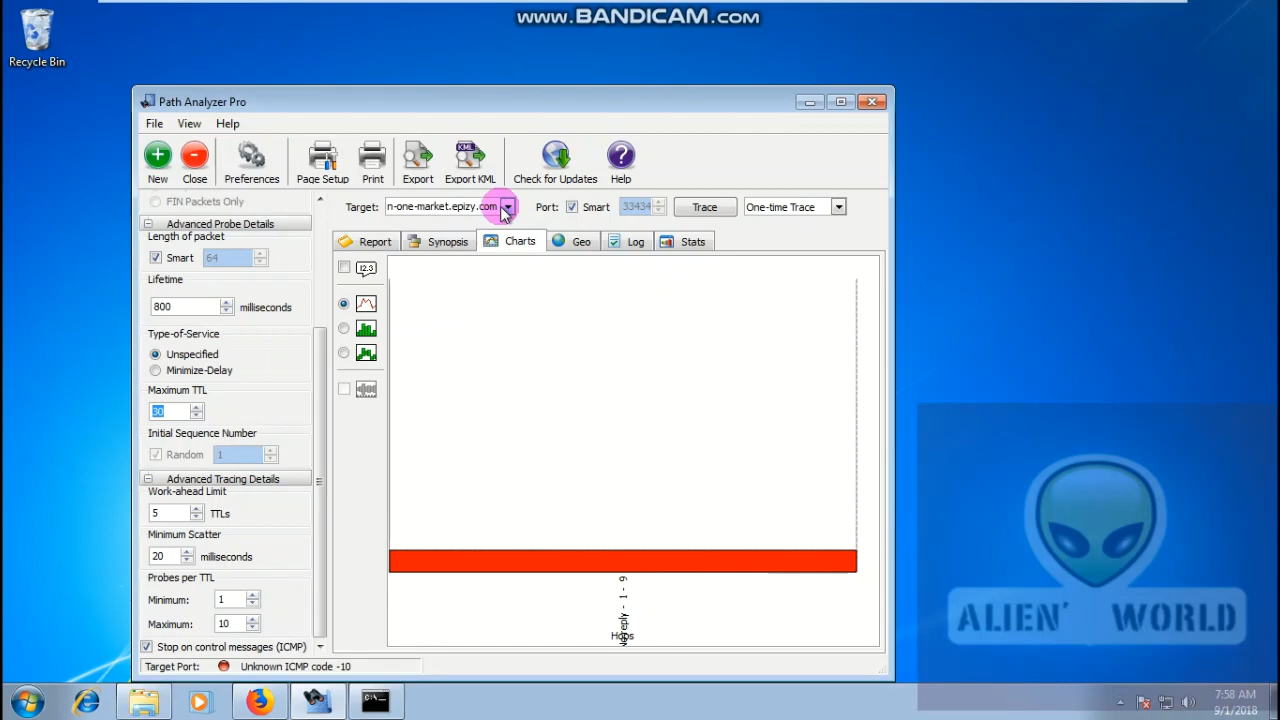 www.BANDICAM.com
Recycle Bin
Path Analyzer Pro
File View Help
New Close Preferences Page Setup Print Export Export KML Check for Updates Help
KML
FIN Packets Only
Target: n-one-market.epizy.com Port: Smart 33434 Trace One-time Trace
Advanced Probe Details
Length of packet
Smart 64
Report Synopsis Charts Geo Log Stats
12.3
Lifetime
800 milliseconds
Type-of-Service
Unspecified
Minimize-Delay
Maximum TTL
30
Initial Sequence Number
Random 1
Advanced Tracing Details
Work-ahead Limit
5 TTLs
Minimum Scatter
20 milliseconds
Probes per TTL
Minimum: 1
Maximum: 10
Stop on control messages (ICMP)
1 - 9
Hops
Target Port: Unknown ICMP code -10
ALIEN' WORLD
C:\
7:58 AM
9/1/2018